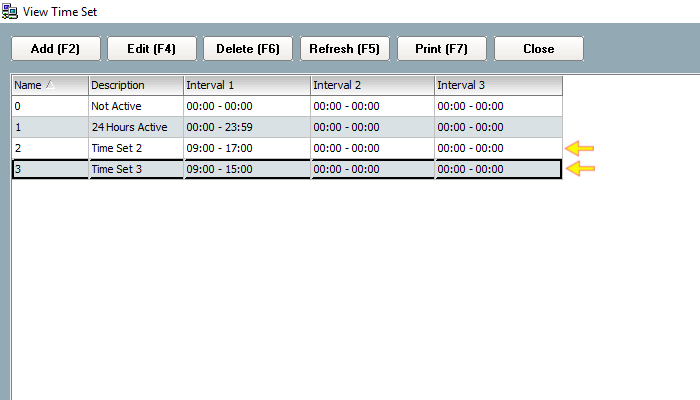 View Time Set
Add (F2) Edit (F4) Delete (F6) Refresh (F5) Print (F7) Close
Name Description Interval 1 Interval 2 Interval 3
0 Not Active 00:00 - 00:00 00:00 - 00:00 00:00 - 00:00
1 24 Hours Active 00:00 - 23:59 00:00 - 00:00 00:00 - 00:00
2 Time Set 2 09:00 - 17:00 00:00 - 00:00 00:00 - 00:00
3 Time Set 3 09:00 - 15:00 00:00 - 00:00 00:00 - 00:00